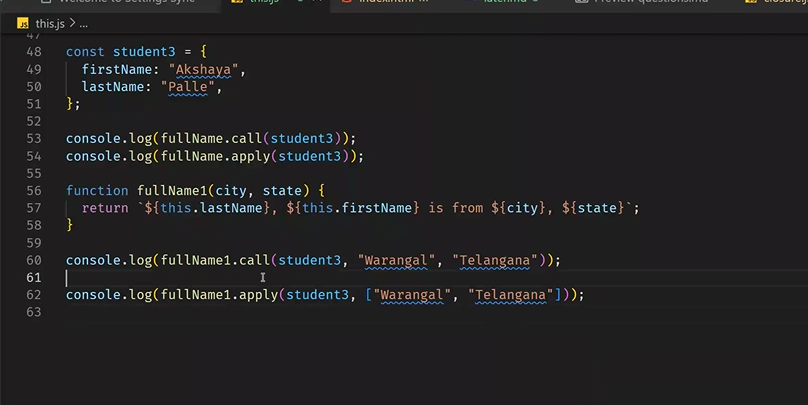 Welcome to Settings Sync this.js index.html M latent.md Preview questions.md closure.js
JS this.js > ...
47
48 const student3 = {
49 firstName: "Akshaya",
50 lastName: "Palle",
51 };
52
53 console.log(fullName.call(student3));
54 console.log(fullName.apply(student3));
55
56 function fullName1(city, state) {
57 return `${this.lastName}, ${this.firstName} is from ${city}, ${state}`;
58 }
59
60 console.log(fullName1.call(student3, "Warangal", "Telangana"));
61
62 console.log(fullName1.apply(student3, ["Warangal", "Telangana"]));
63